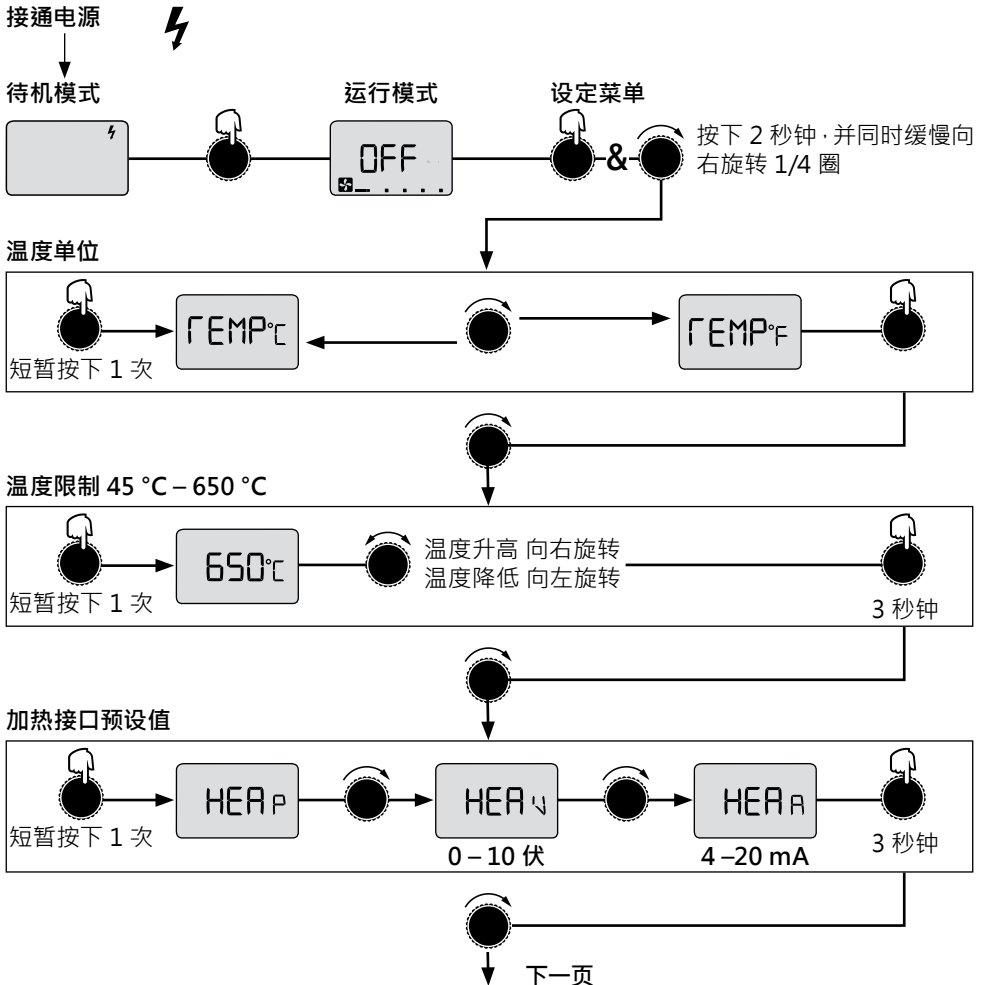 接通电源
待机模式
运行模式
设定菜单
OFF
&
按下 2 秒钟，并同时缓慢向
右旋转 1/4 圈
温度单位
TEMP°C
TEMP°F
短暂按下 1 次
温度限制 45 °C – 650 °C
650°C
温度升高 向右旋转
温度降低 向左旋转
短暂按下 1 次
3 秒钟
加热接口预设值
HEA P
HEA V
HEA A
短暂按下 1 次
0 – 10 伏
4 –20 mA
3 秒钟
下一页